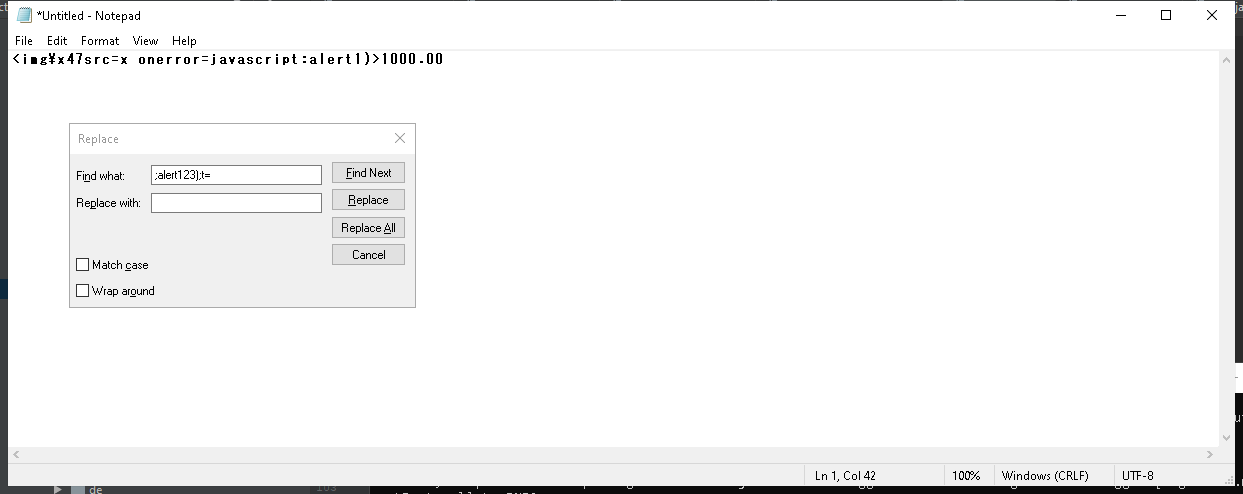 *Untitled - Notepad
File Edit Format View Help
<img¥x47src=x onerror=javascript:alert1)>1000.00
Replace
Find what: ;alert123);t= Find Next
Replace with: Replace
Replace All
Cancel
Match case
Wrap around
Ln 1, Col 42 100% Windows (CRLF) UTF-8
de 103